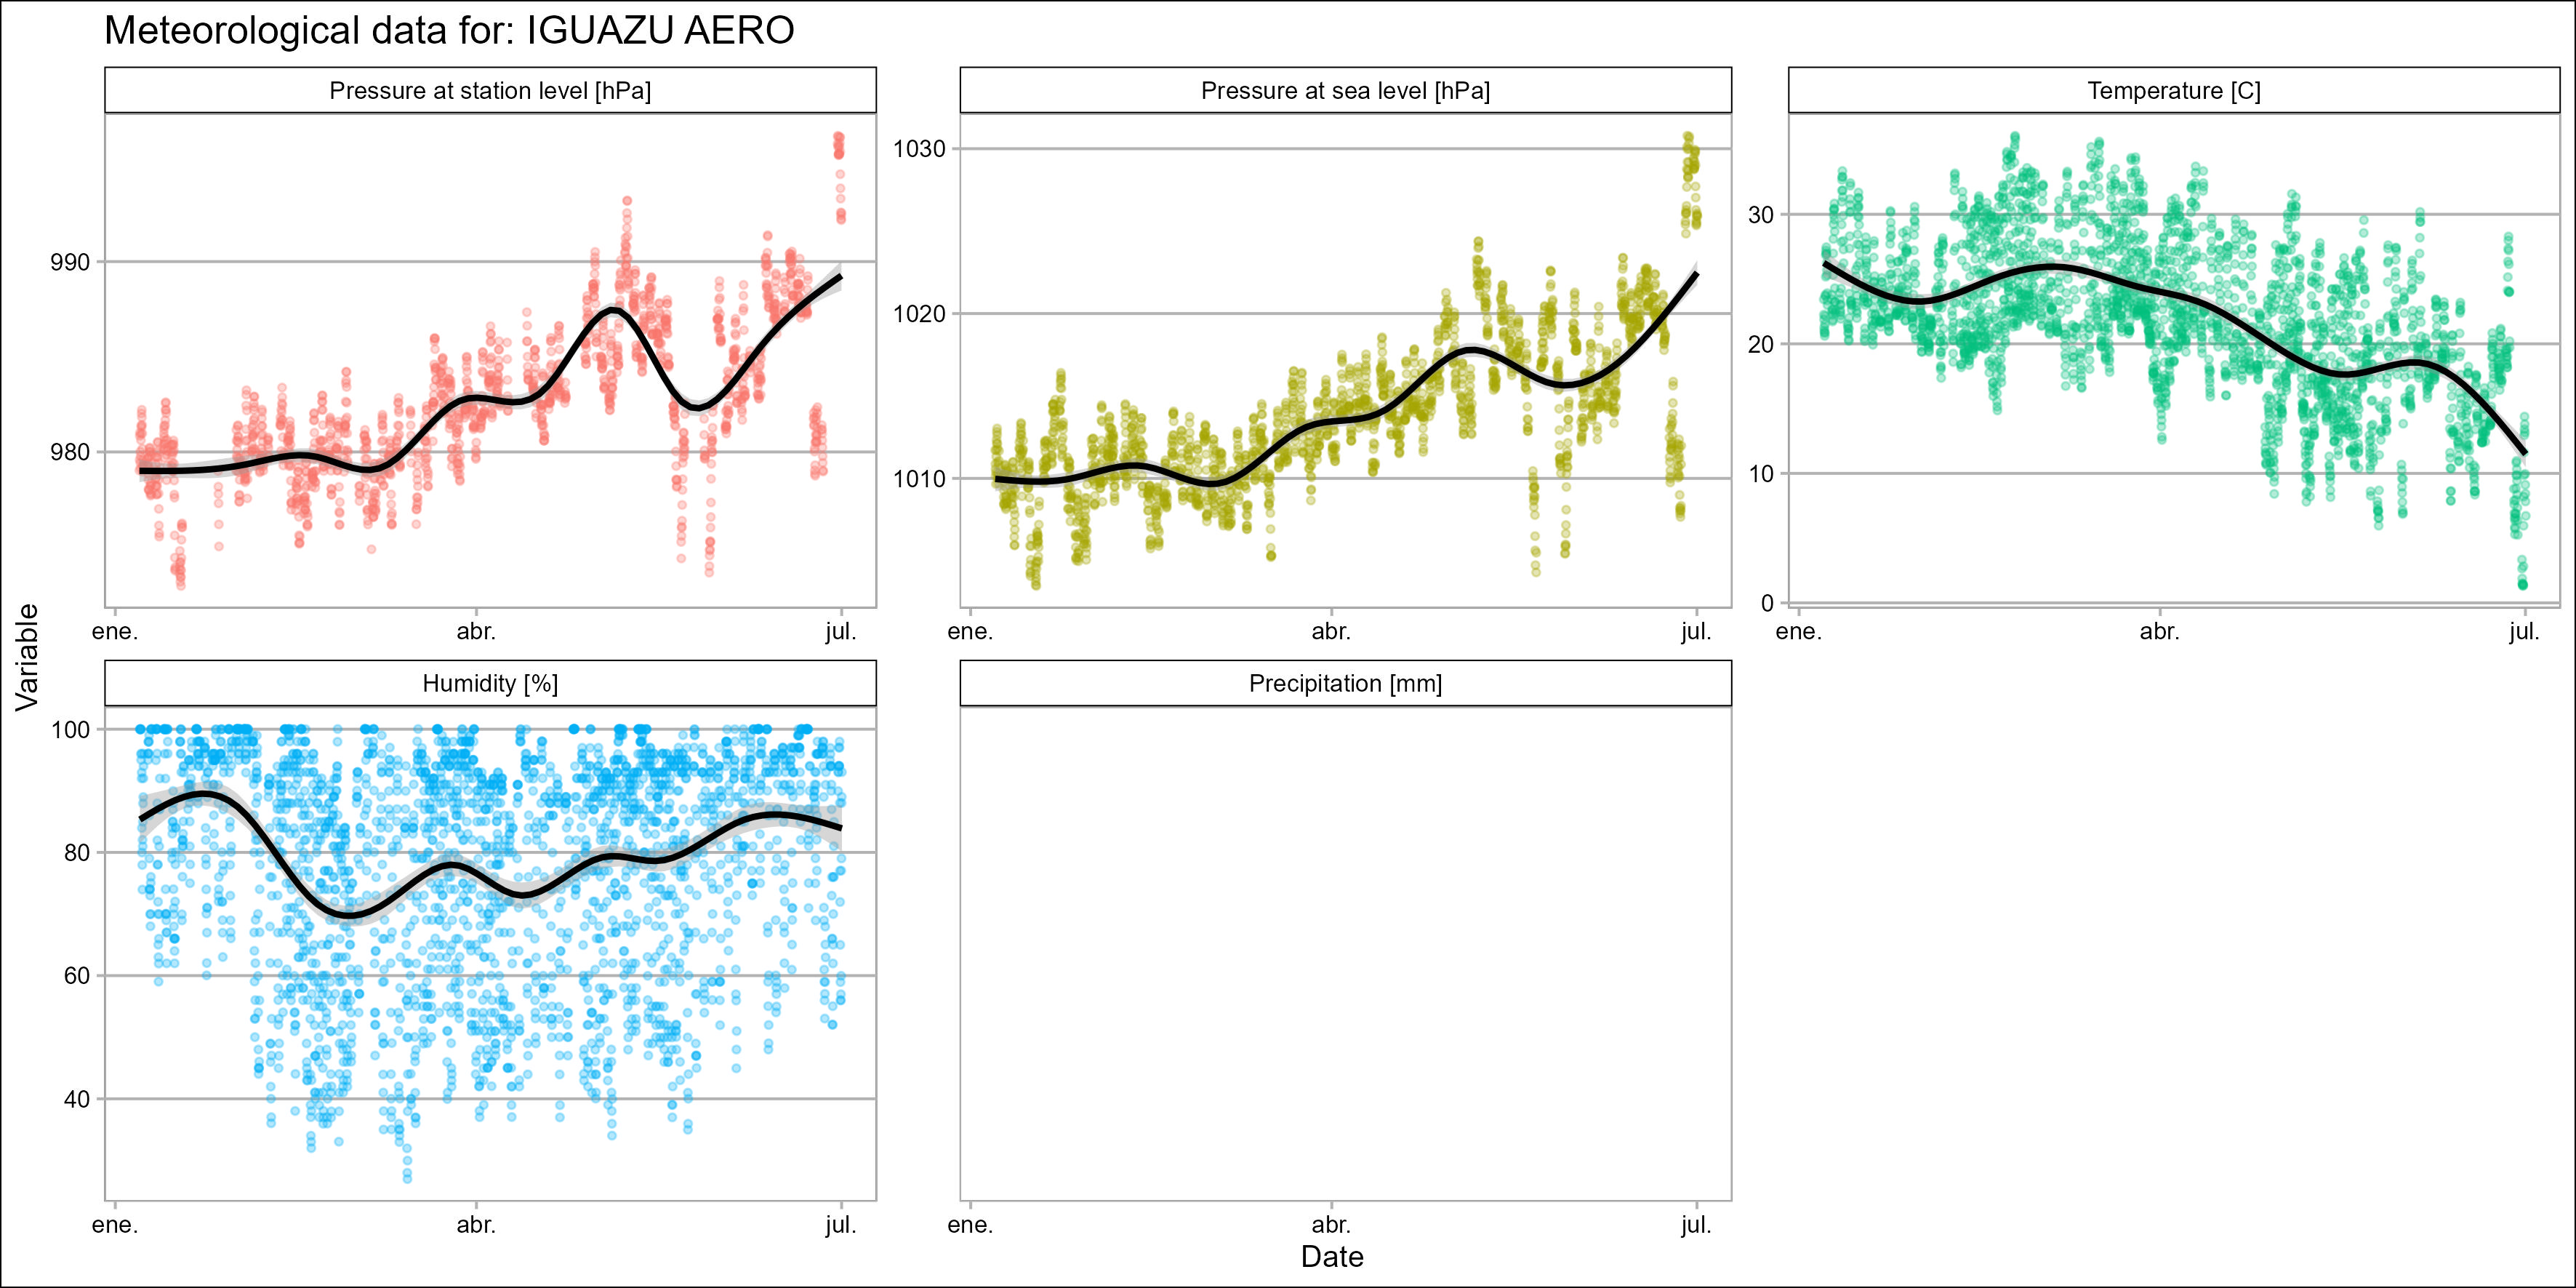 Meteorological data for: IGUAZU AERO
Pressure at station level [hPa]
Pressure at sea level [hPa]
Temperature [C]
990
980
1030
1020
1010
30
20
10
0
ene.
abr.
jul.
ene.
abr.
jul.
ene.
abr.
jul.
Variable
Humidity [%]
Precipitation [mm]
100
80
60
40
ene.
abr.
jul.
ene.
abr.
jul.
Date